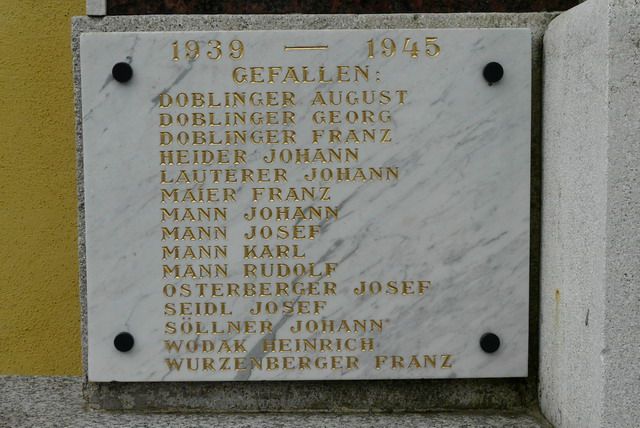 1939 — 1945
GEFALLEN:
DOBLINGER AUGUST
DOBLINGER GEORG
DOBLINGER FRANZ
HEIDER JOHANN
LAUTERER JOHANN
MAIER FRANZ
MANN JOHANN
MANN JOSEF
MANN KARL
MANN RUDOLF
OSTERBERGER JOSEF
SEIDL JOSEF
SÖLLNER JOHANN
WODAK HEINRICH
WURZENBERGER FRANZ